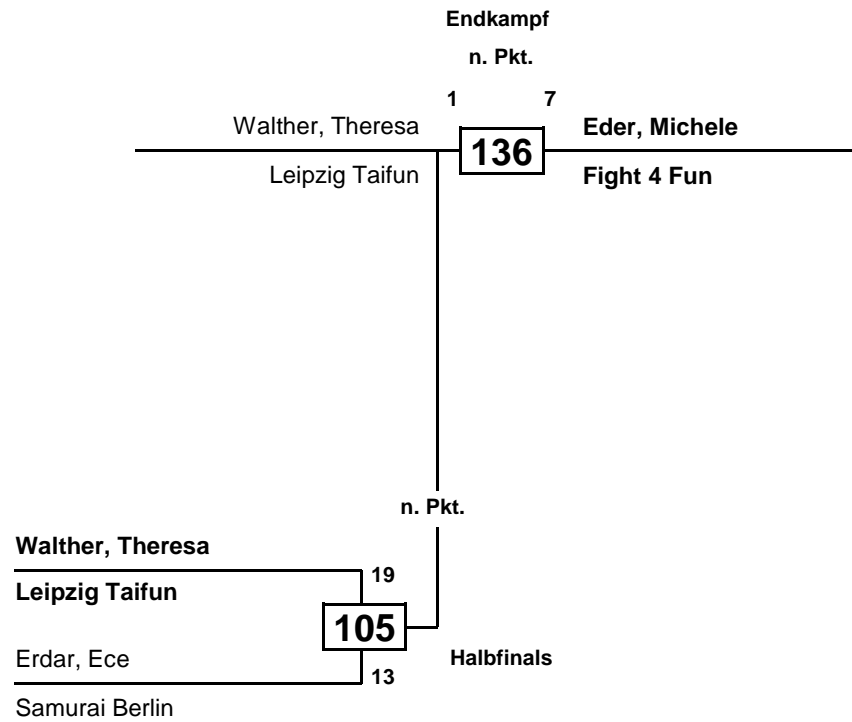 Endkampf
n. Pkt.
1 7
Walther, Theresa
136
Eder, Michele
Leipzig Taifun
Fight 4 Fun
n. Pkt.
Walther, Theresa
19
Leipzig Taifun
105
Erdar, Ece
Halbfinals
13
Samurai Berlin